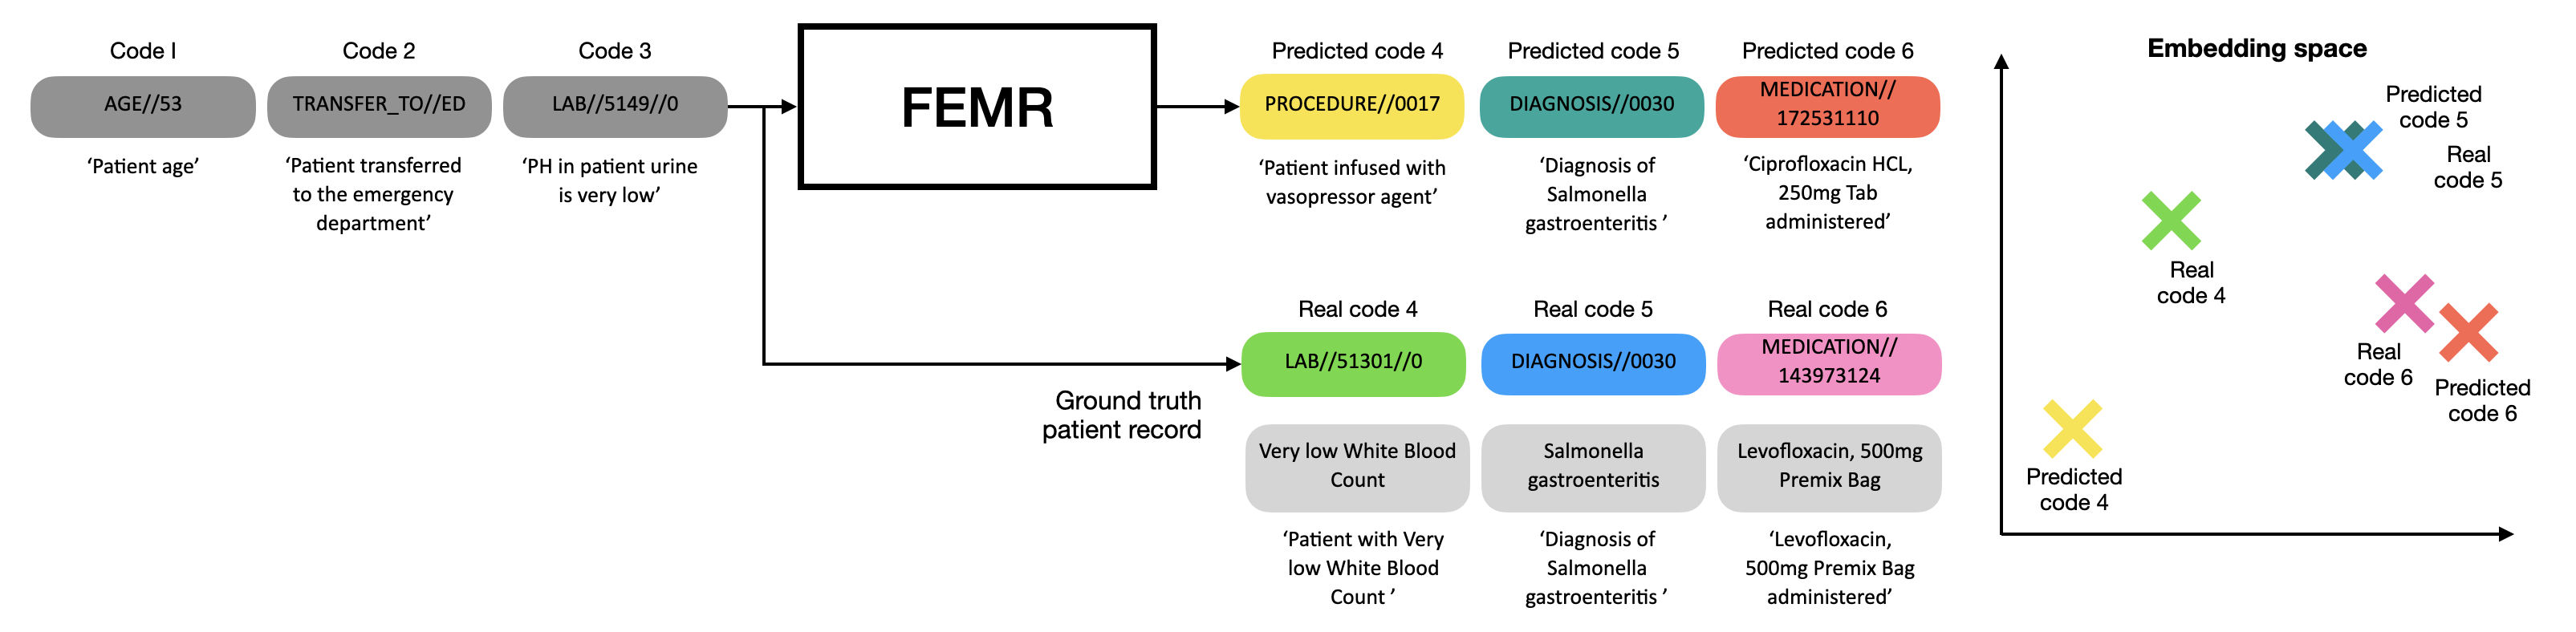 Code I
AGE//53
‘Patient age’
Code 2
TRANSFER_TO//ED
‘Patient transferred
to the emergency
department’
Code 3
LAB//5149//0
‘PH in patient urine
is very low’
FEMR
Predicted code 4
PROCEDURE//0017
‘Patient infused with
vasopressor agent’
Predicted code 5
DIAGNOSIS//0030
‘Diagnosis of
Salmonella
gastroenteritis ’
Predicted code 6
MEDICATION//
172531110
‘Ciprofloxacin HCL,
250mg Tab
administered’
Ground truth
patient record
Real code 4
LAB//51301//0
Very low White Blood
Count
‘Patient with Very
low White Blood
Count ’
Real code 5
DIAGNOSIS//0030
Salmonella
gastroenteritis
‘Diagnosis of
Salmonella
gastroenteritis ’
Real code 6
MEDICATION//
143973124
Levofloxacin, 500mg
Premix Bag
‘Levofloxacin,
500mg Premix Bag
administered’
Embedding space
Predicted
code 5
Real
code 5
Real
code 4
Real
code 6
Predicted
code 6
Predicted
code 4